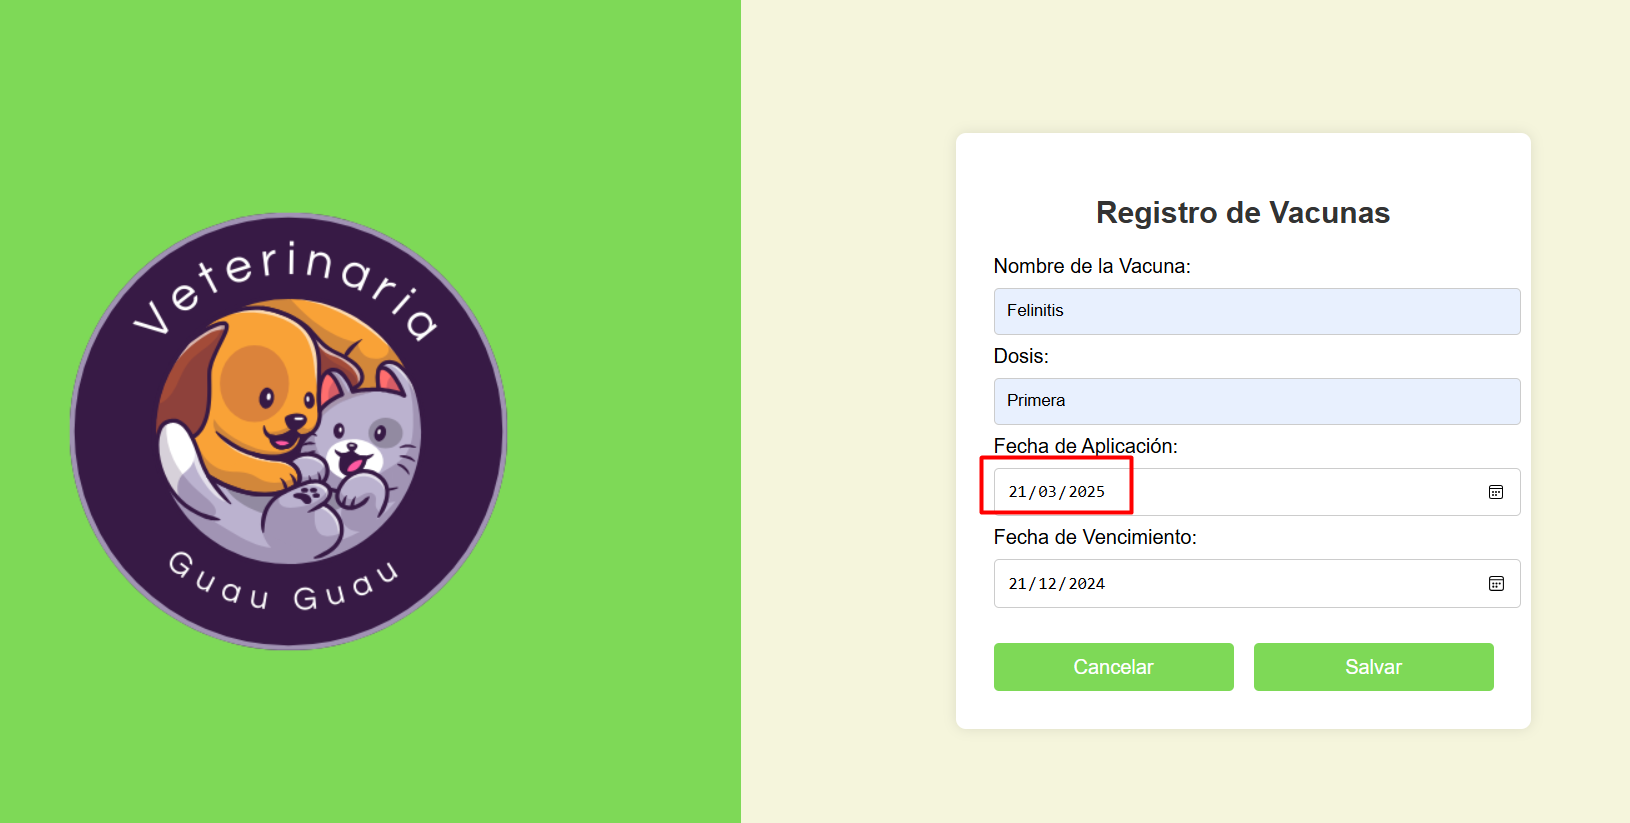 Veterinaria
Guau Guau
Registro de Vacunas
Nombre de la Vacuna:
Felinitis
Dosis:
Primera
Fecha de Aplicación:
21/03/2025
Fecha de Vencimiento:
21/12/2024
Cancelar
Salvar